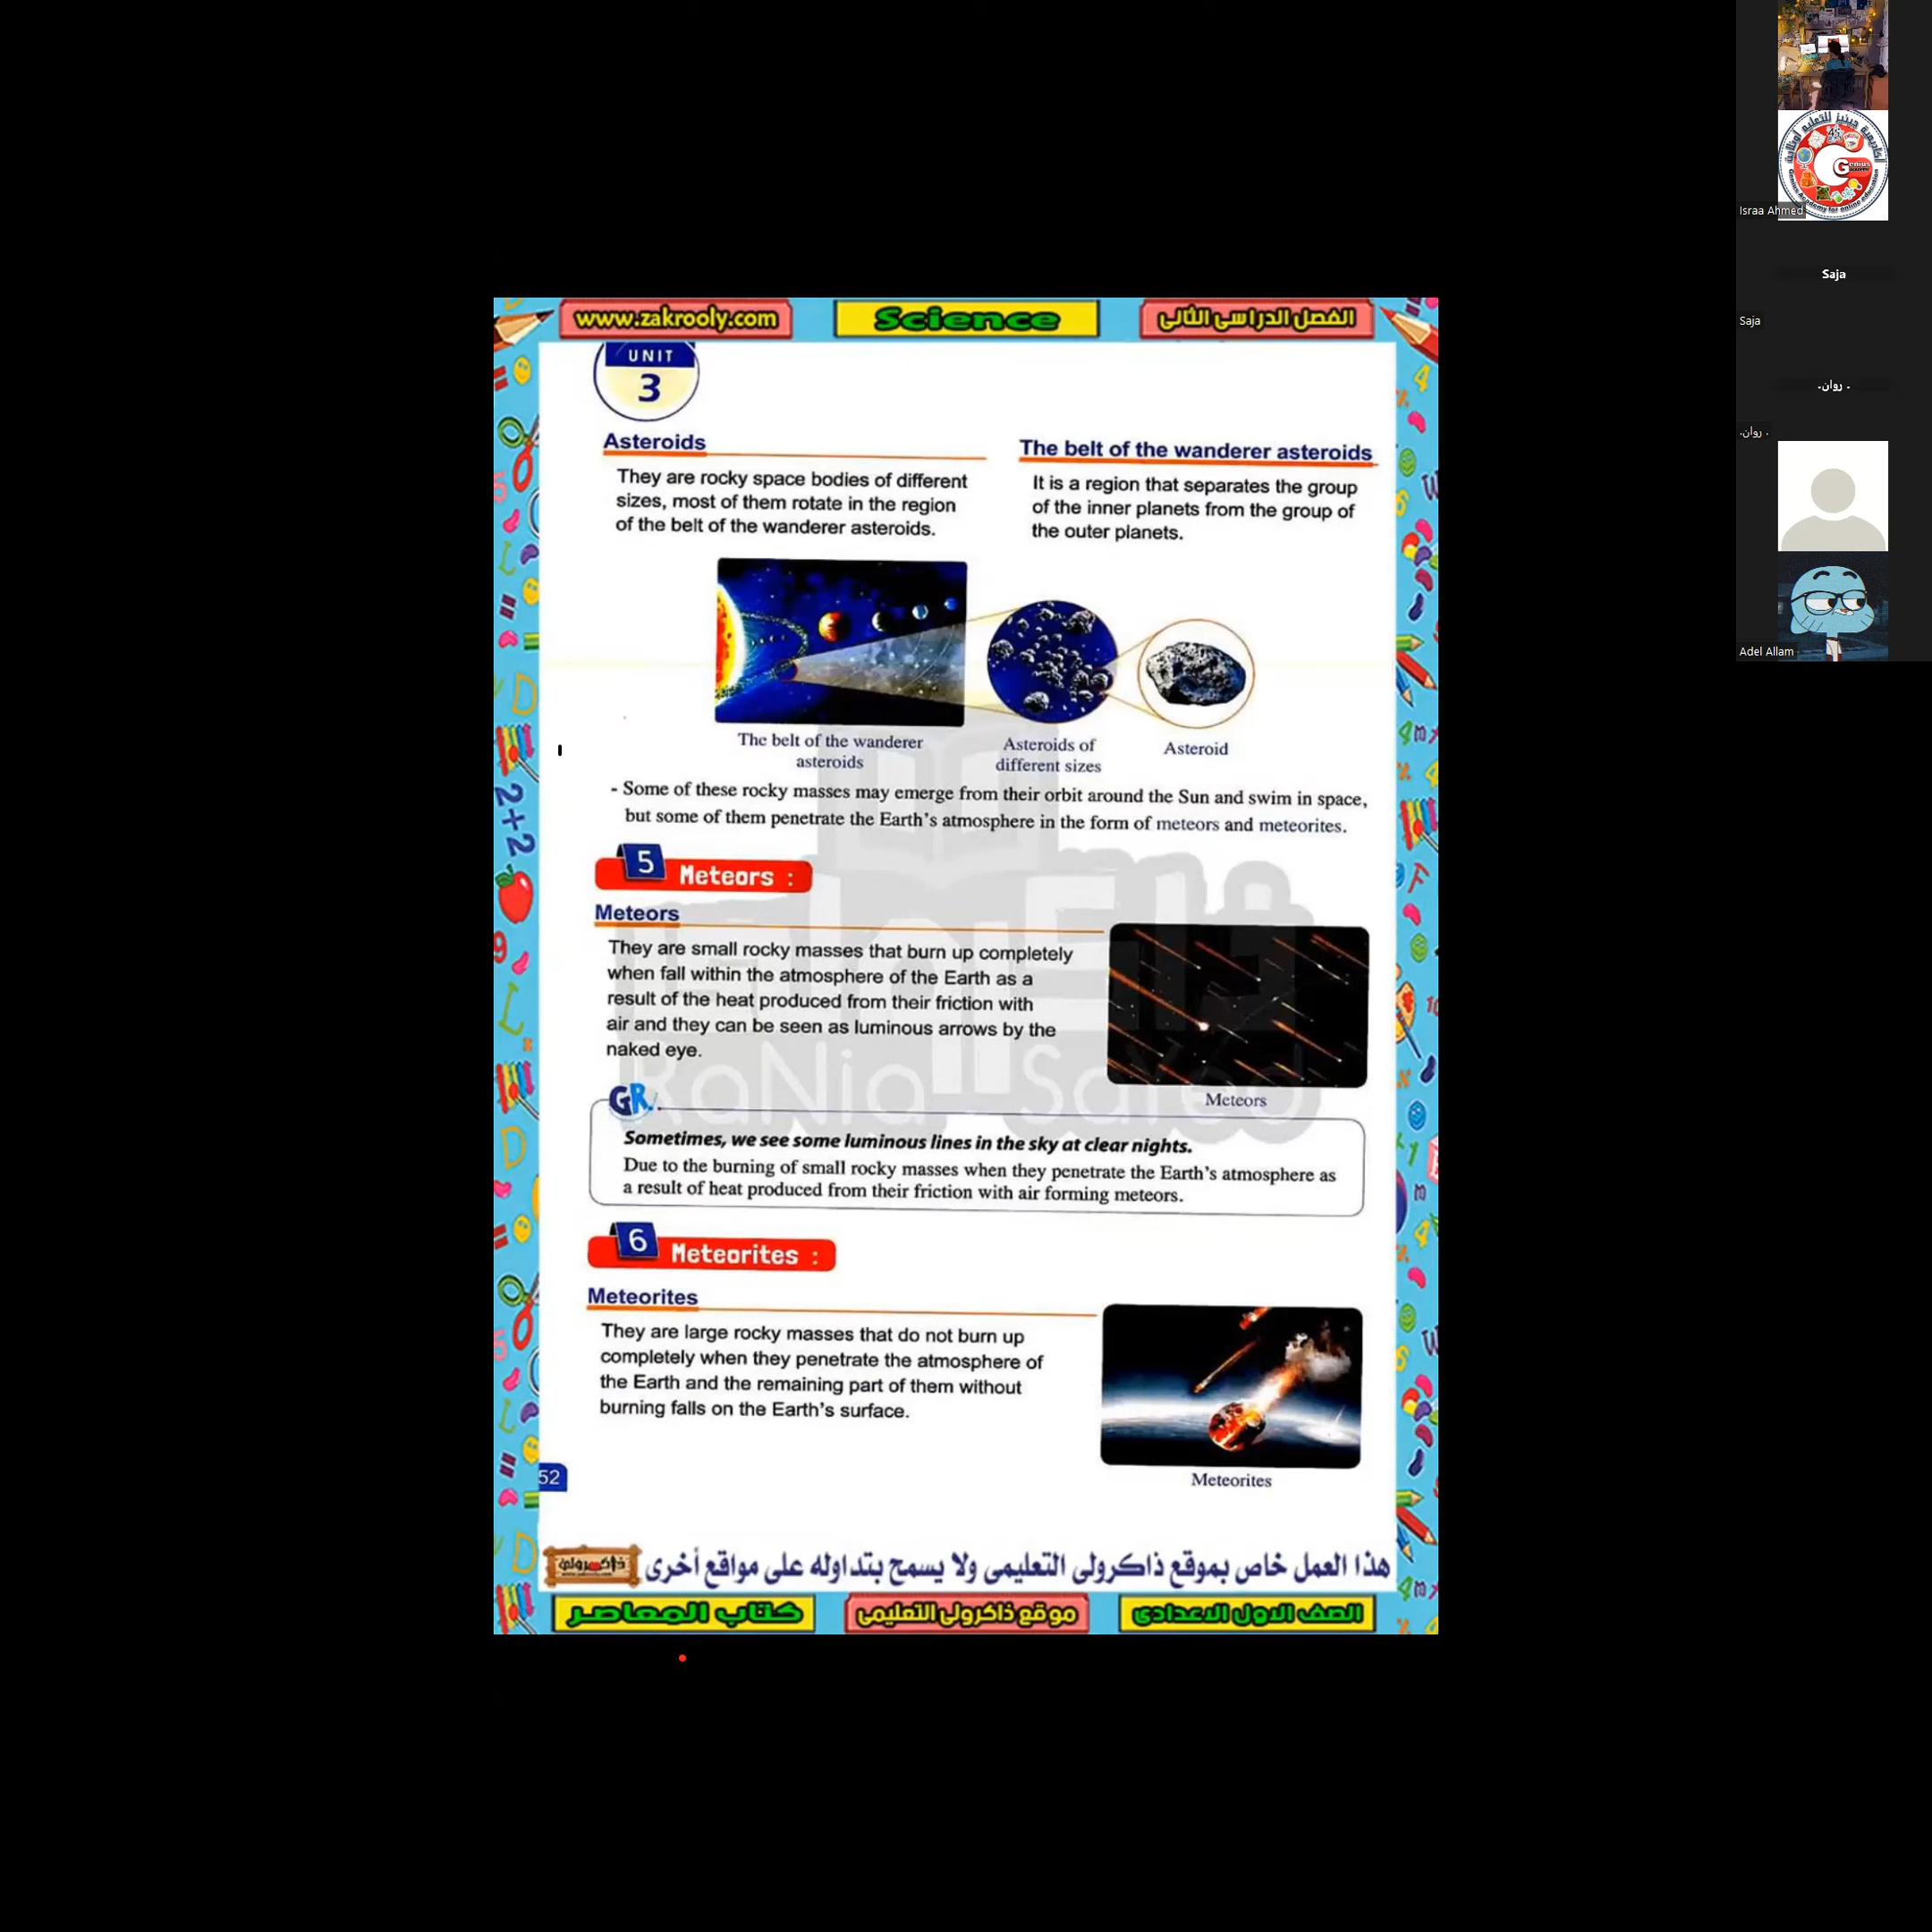 www.zakrooly.com
Science
الفصل الدراسى الثانى
UNIT
3
Asteroids
They are rocky space bodies of different
sizes, most of them rotate in the region
of the belt of the wanderer asteroids.
The belt of the wanderer asteroids
It is a region that separates the group
of the inner planets from the group of
the outer planets.
The belt of the wanderer
asteroids
Asteroids of
different sizes
Asteroid
- Some of these rocky masses may emerge from their orbit around the Sun and swim in space,
but some of them penetrate the Earth's atmosphere in the form of meteors and meteorites.
5 Meteors :
Meteors
They are small rocky masses that burn up completely
when fall within the atmosphere of the Earth as a
result of the heat produced from their friction with
air and they can be seen as luminous arrows by the
naked eye.
Meteors
RaNia Sayed
GR.
Sometimes, we see some luminous lines in the sky at clear nights.
Due to the burning of small rocky masses when they penetrate the Earth's atmosphere as
a result of heat produced from their friction with air forming meteors.
6 Meteorites :
Meteorites
They are large rocky masses that do not burn up
completely when they penetrate the atmosphere of
the Earth and the remaining part of them without
burning falls on the Earth's surface.
Meteorites
52
هذا العمل خاص بموقع ذاكرولى التعليمى ولا يسمح بتداوله على مواقع أخرى
ذاكرولى
كتاب المعاصر
موقع ذاكرولى التعليمى
الصف الاول الاعدادى
أكاديمية جينيز للتعليم أونلاين
Genius
Genius Academy for online education
Israa Ahmed
Saja
Saja
. روان.
. روان.
Adel Allam